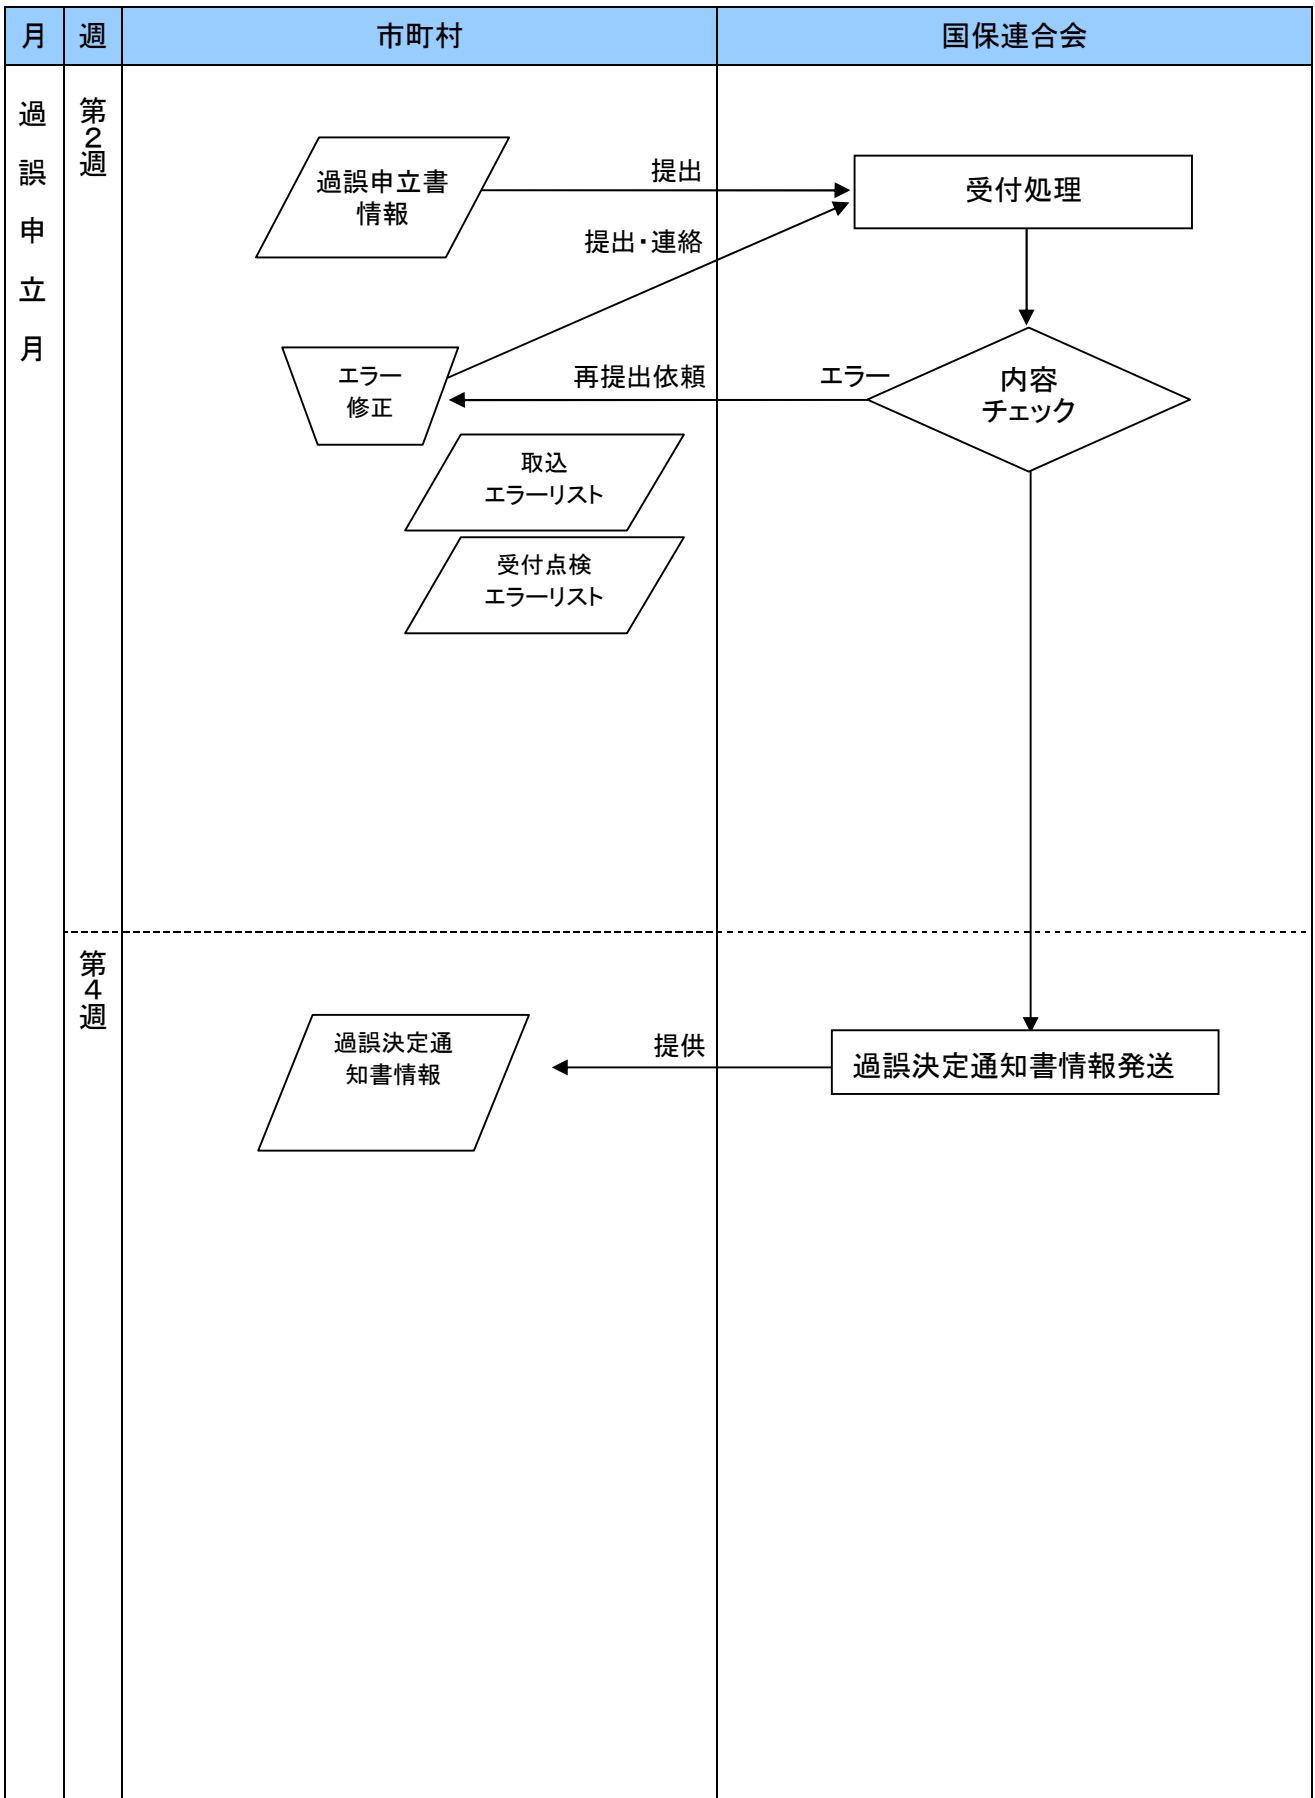 月 週 市町村 国保連合会
過誤申立月
第2週
過誤申立書
情報
提出
受付処理
提出・連絡
エラー
修正
再提出依頼
エラー
内容
チェック
取込
エラーリスト
受付点検
エラーリスト
第4週
過誤決定通
知書情報
提供
過誤決定通知書情報発送